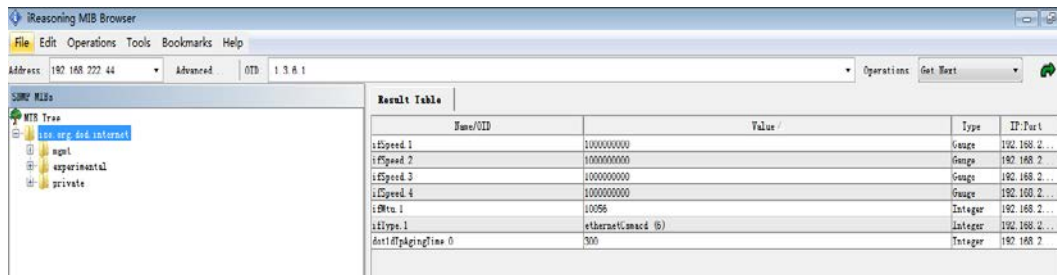 iReasoning MIB Browser
File Edit Operations Tools Bookmarks Help
Address: 192.168.222.44 Advanced... OID: 1.3.6.1 Operations: Get Next
SNMP MIBs
MIB Tree
iso.org.dod.internet
mgmt
experimental
private
Result Table
Name/OID Value Type IP:Port
ifSpeed.1 1000000000 Gauge 192.168.2...
ifSpeed.2 1000000000 Gauge 192.168.2...
ifSpeed.3 1000000000 Gauge 192.168.2...
ifSpeed.4 1000000000 Gauge 192.168.2...
ifMtu.1 10056 Integer 192.168.2...
ifType.1 ethernetCsmacd (6) Integer 192.168.2...
dot1dTpAgingTime.0 300 Integer 192.168.2...